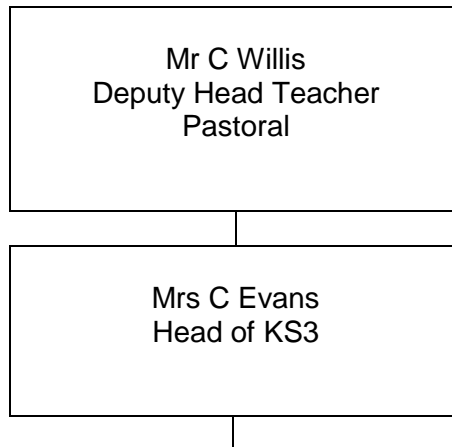 Mr C Willis
Deputy Head Teacher
Pastoral
Mrs C Evans
Head of KS3